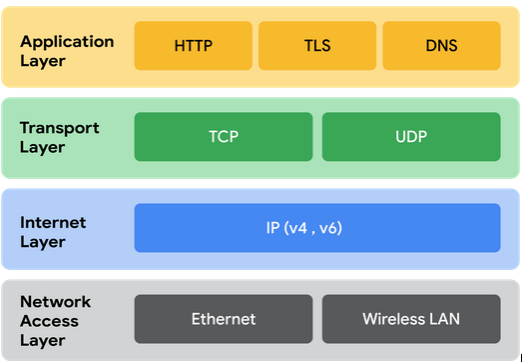 Application
Layer
HTTP
TLS
DNS
Transport
Layer
TCP
UDP
Internet
Layer
IP (v4 , v6)
Network
Access
Layer
Ethernet
Wireless LAN